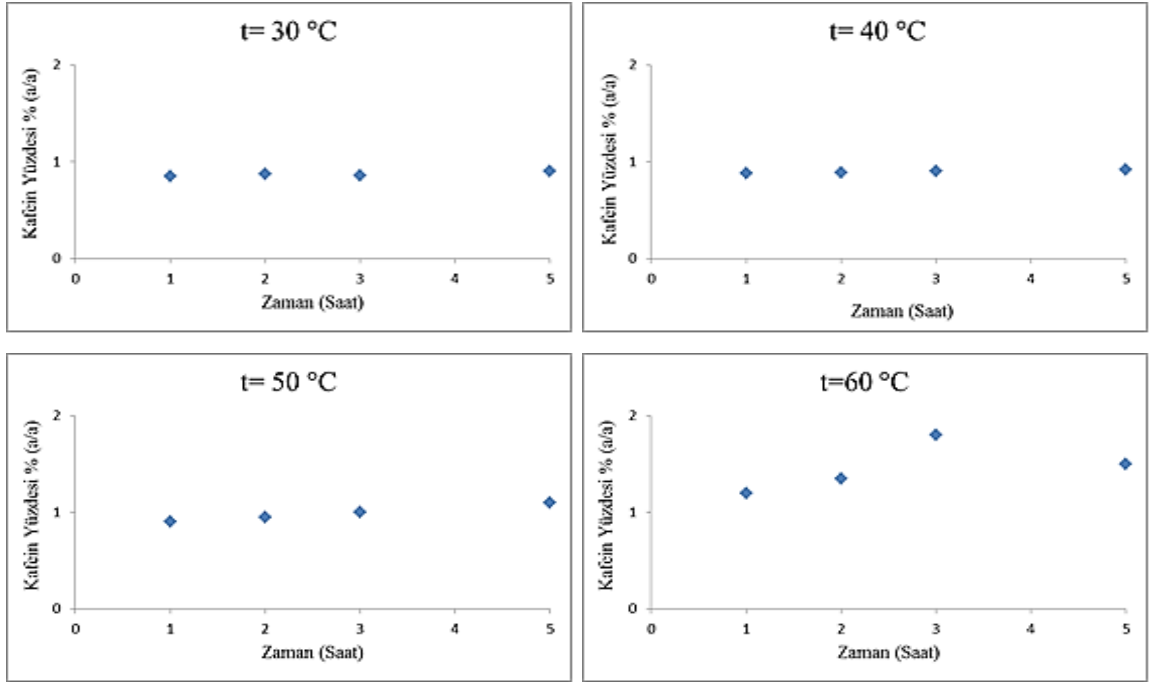 t= 30 °C
Kafein Yüzdesi % (a/a)
2
1
0
0 1 2 3 4 5
Zaman (Saat)
t= 40 °C
Kafein Yüzdesi % (a/a)
2
1
0
0 1 2 3 4 5
Zaman (Saat)
t= 50 °C
Kafein Yüzdesi % (a/a)
2
1
0
0 1 2 3 4 5
Zaman (Saat)
t=60 °C
Kafein Yüzdesi % (a/a)
2
1
0
0 1 2 3 4 5
Zaman (Saat)